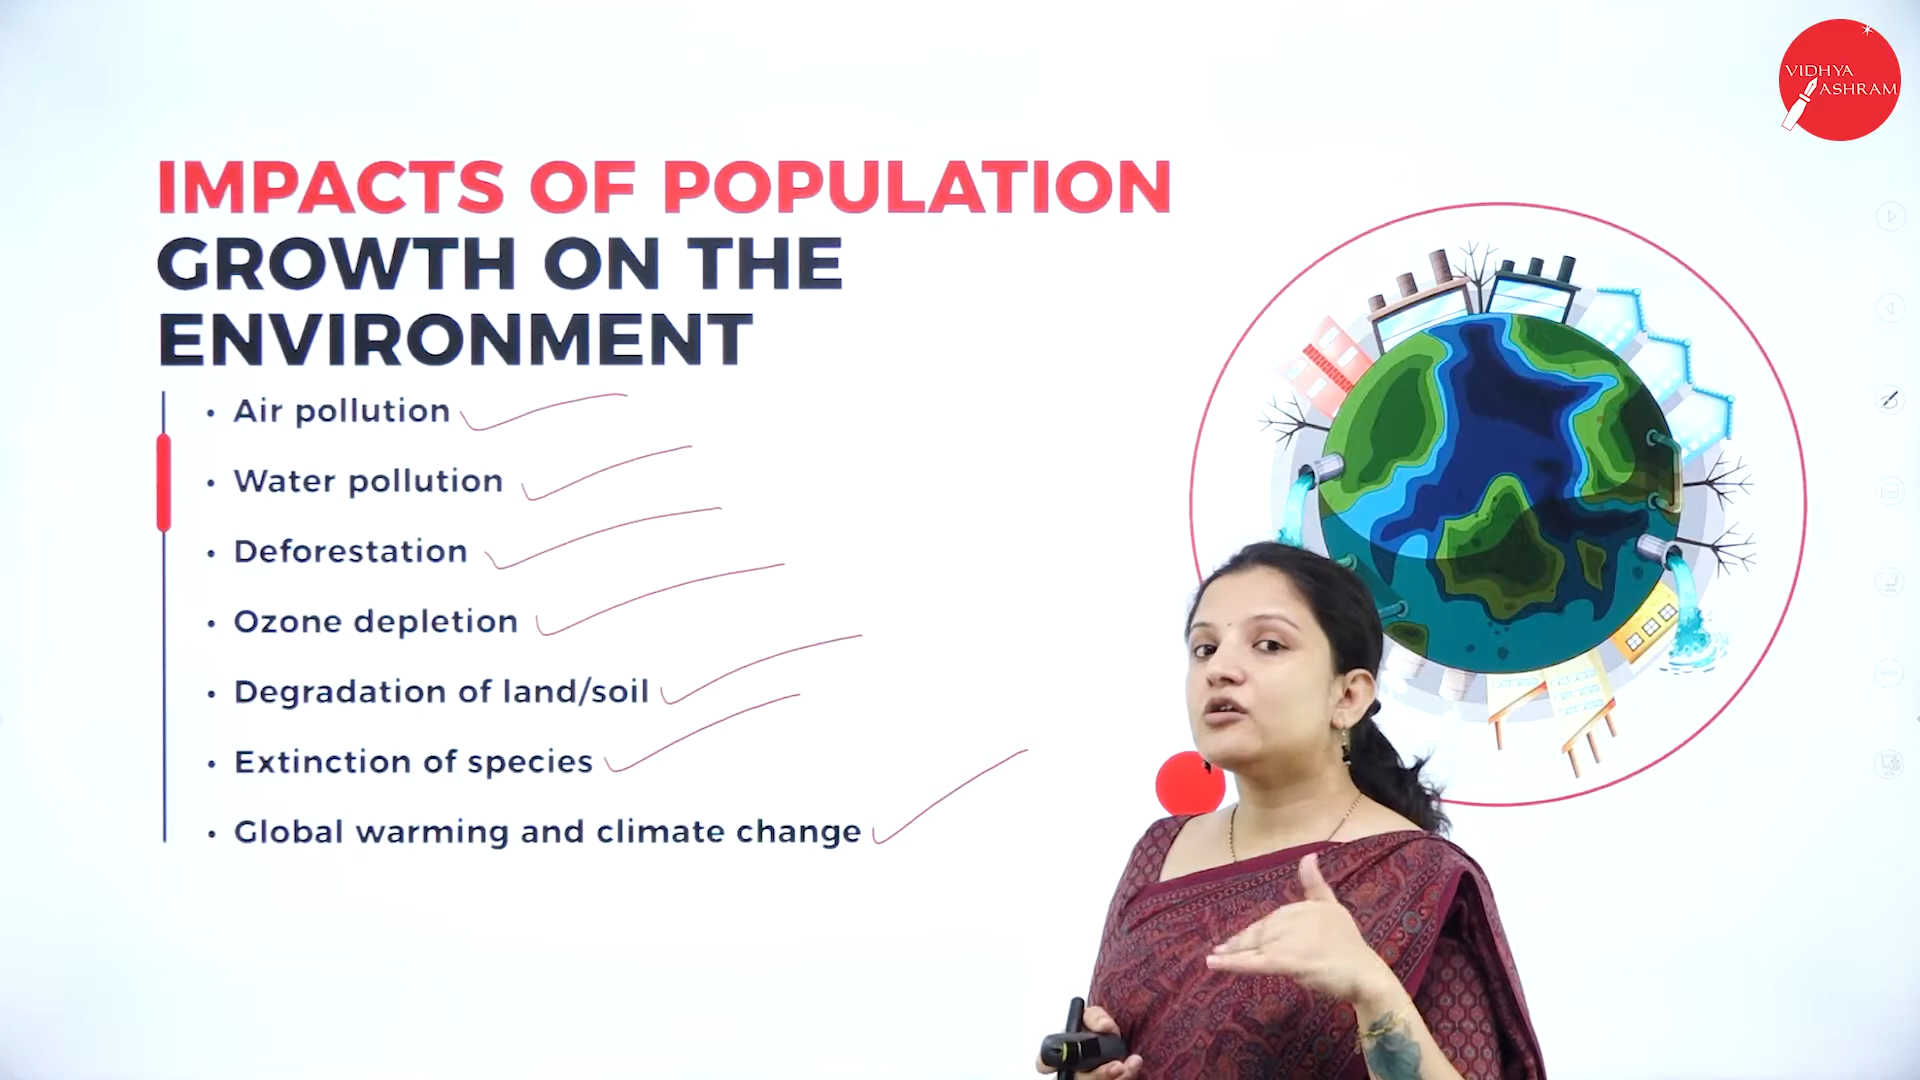 VIDHYA
ASHRAM
IMPACTS OF POPULATION
GROWTH ON THE
ENVIRONMENT
• Air pollution
• Water pollution
• Deforestation
• Ozone depletion
• Degradation of land/soil
• Extinction of species
• Global warming and climate change